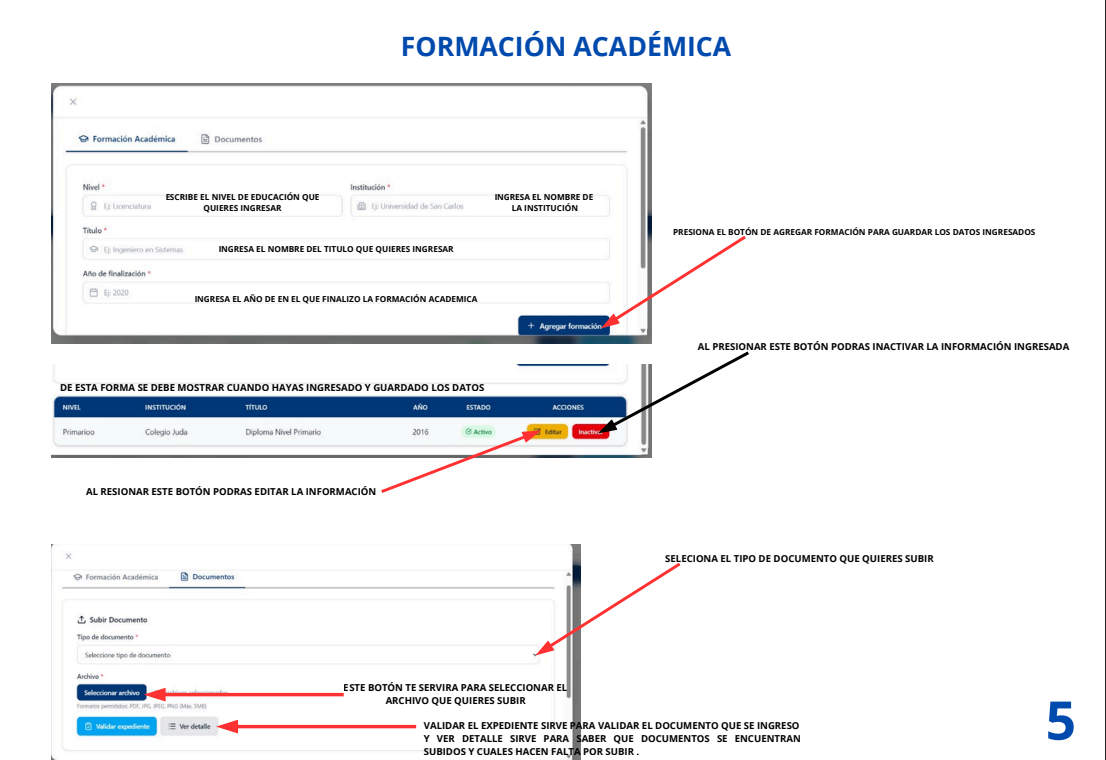 FORMACIÓN ACADÉMICA
Formación Académica
Documentos
Nivel *
Institución *
Ej: Licenciatura
ESCRIBE EL NIVEL DE EDUCACIÓN QUE
QUIERES INGRESAR
Ej: Universidad de San Carlos
INGRESA EL NOMBRE DE
LA INSTITUCIÓN
Título *
Ej: Ingeniero en Sistemas
INGRESA EL NOMBRE DEL TITULO QUE QUIERES INGRESAR
Año de finalización *
Ej: 2020
INGRESA EL AÑO DE EN EL QUE FINALIZO LA FORMACIÓN ACADEMICA
+ Agregar formación
PRESIONA EL BOTÓN DE AGREGAR FORMACIÓN PARA GUARDAR LOS DATOS INGRESADOS
AL PRESIONAR ESTE BOTÓN PODRAS INACTIVAR LA INFORMACIÓN INGRESADA
DE ESTA FORMA SE DEBE MOSTRAR CUANDO HAYAS INGRESADO Y GUARDADO LOS DATOS
NIVEL INSTITUCIÓN TÍTULO AÑO ESTADO ACCIONES
Primarioo Colegio Juda Diploma Nivel Primario 2016 Activo Editar
AL RESIONAR ESTE BOTÓN PODRAS EDITAR LA INFORMACIÓN
SELECIONA EL TIPO DE DOCUMENTO QUE QUIERES SUBIR
Formación Académica
Documentos
Subir Documento
Tipo de documento *
Seleccione tipo de documento
Archivo *
Seleccionar archivo
Formatos permitidos: PDF, JPG, JPEG, PNG (Máx. 5MB)
ESTE BOTÓN TE SERVIRA PARA SELECCIONAR EL
ARCHIVO QUE QUIERES SUBIR
Validar expediente
Ver detalle
VALIDAR EL EXPEDIENTE SIRVE PARA VALIDAR EL DOCUMENTO QUE SE INGRESO
Y VER DETALLE SIRVE PARA SABER QUE DOCUMENTOS SE ENCUENTRAN
SUBIDOS Y CUALES HACEN FALTA POR SUBIR .
5